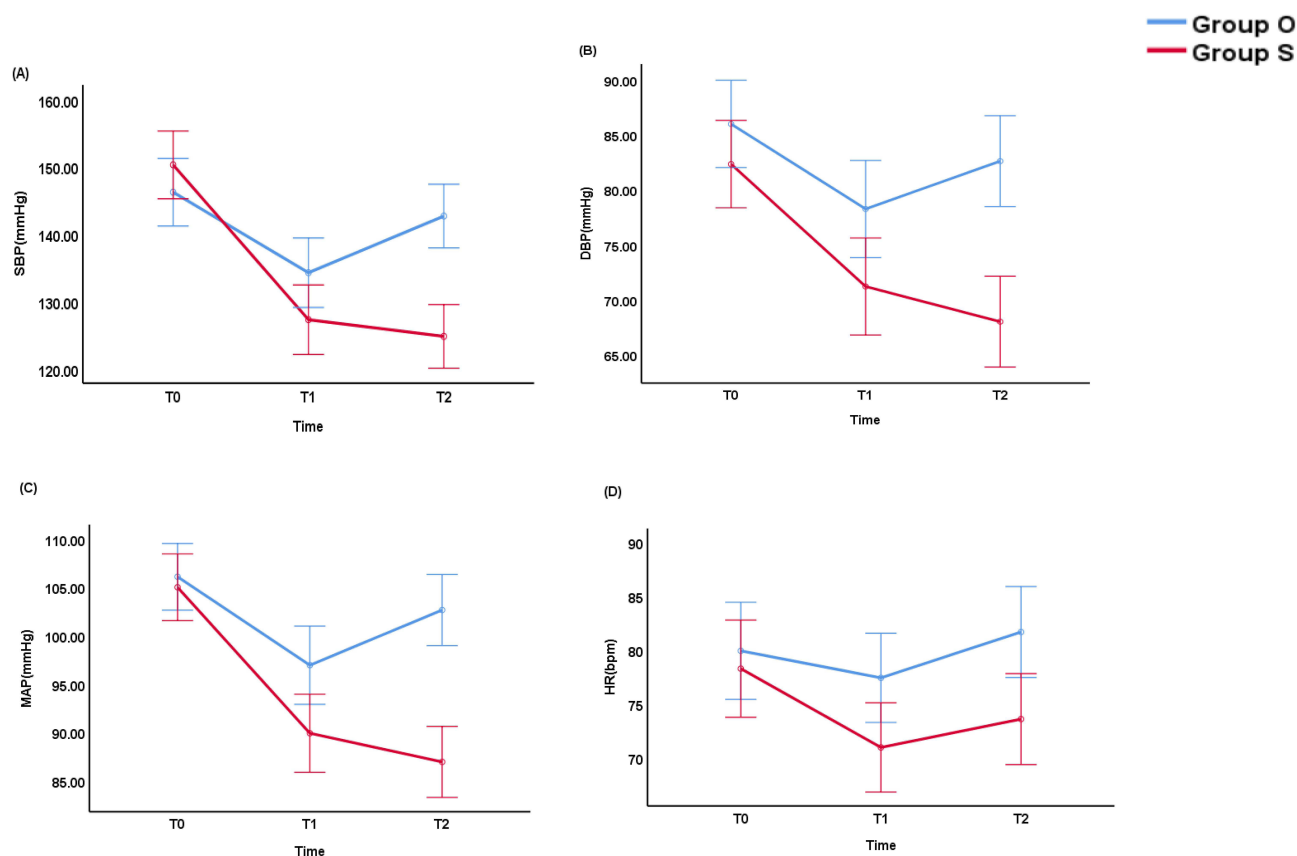 Group O
Group S
(A)
160.00
150.00
140.00
130.00
120.00
SBP(mmHg)
T0 T1 T2
Time
(B)
90.00
85.00
80.00
75.00
70.00
65.00
DBP(mmHg)
T0 T1 T2
Time
(C)
110.00
105.00
100.00
95.00
90.00
85.00
MAP(mmHg)
T0 T1 T2
Time
(D)
90
85
80
75
70
HR(bpm)
T0 T1 T2
Time